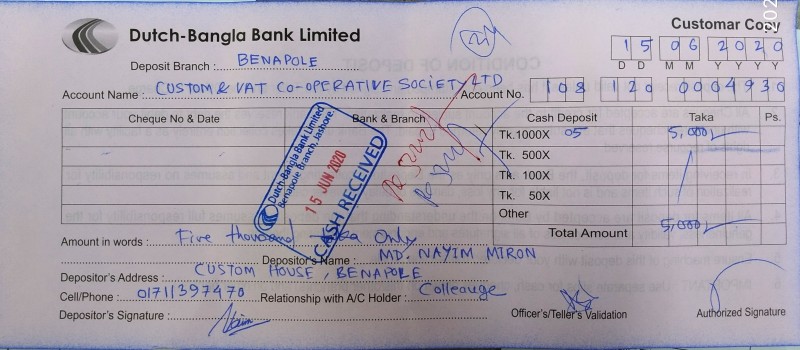 Customar Copy
Dutch-Bangla Bank Limited
15 06 2020
D D M M Y Y Y Y
Deposit Branch : BENAPOLE
Account Name : CUSTOM & VAT CO-OPERATIVE SOCIETY LTD Account No. 108 120 0004930
Cheque No & Date Bank & Branch Cash Deposit Taka Ps.
Tk. 1000X 05 5,000/-
Tk. 500X
Tk. 100X
Tk. 50X
Other
Total Amount 5,000/-
Dutch-Bangla Bank Limited
Benapole Branch, Jashore.
15 JUN 2020
CASH RECEIVED
Amount in words : Five thousand Taka Only
Depositor's Name : MD. NAYIM MIRON
Depositor's Address : CUSTOM HOUSE, BENAPOLE
Cell/Phone : 01711397470 Relationship with A/C Holder : Colleauge
Depositor's Signature : Officer's/Teller's Validation Authorized Signature